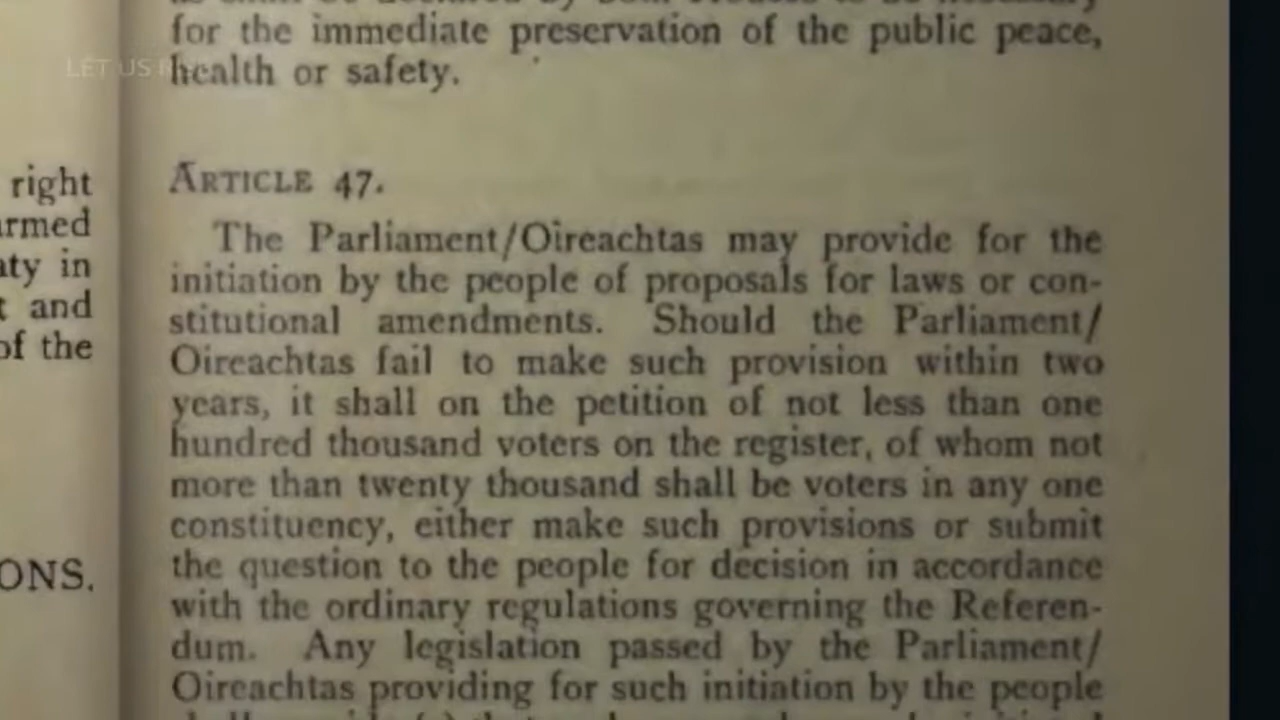 for the immediate preservation of the public peace,
health or safety.
LET US
right
armed
in
and
of the
ONS.
ARTICLE 47.
The Parliament/Oireachtas may provide for the
initiation by the people of proposals for laws or con-
stitutional amendments. Should the Parliament/
Oireachtas fail to make such provision within two
years, it shall on the petition of not less than one
hundred thousand voters on the register, of whom not
more than twenty thousand shall be voters in any one
constituency, either make such provisions or submit
the question to the people for decision in accordance
with the ordinary regulations governing the Referen-
dum. Any legislation passed by the Parliament/
Oireachtas providing for such initiation by the people